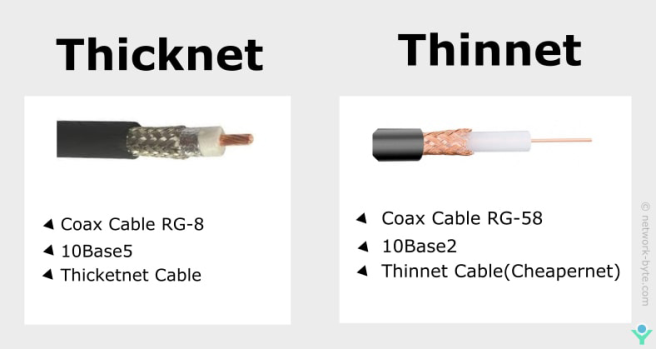 Thicknet
Coax Cable RG-8
10Base5
Thicketnet Cable
Thinnet
Coax Cable RG-58
10Base2
Thinnet Cable(Cheapernet)
© network-byte.com